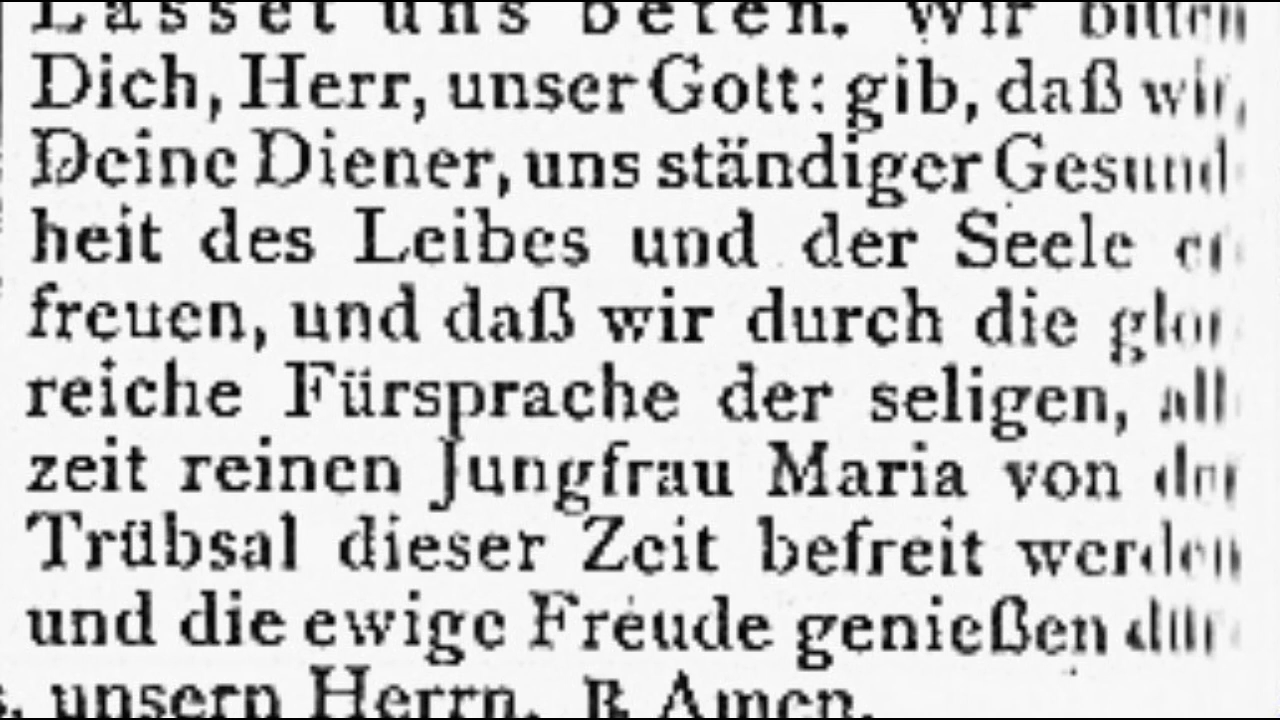 Lasset uns beten. Wir bitten
Dich, Herr, unser Gott: gib, daß wir,
Deine Diener, uns ständiger Gesund
heit des Leibes und der Seele er
freuen, und daß wir durch die glor
reiche Fürsprache der seligen, all
zeit reinen Jungfrau Maria von der
Trübsal dieser Zeit befreit werden
und die ewige Freude genießen dür
unsern Herrn. ℟ Amen.